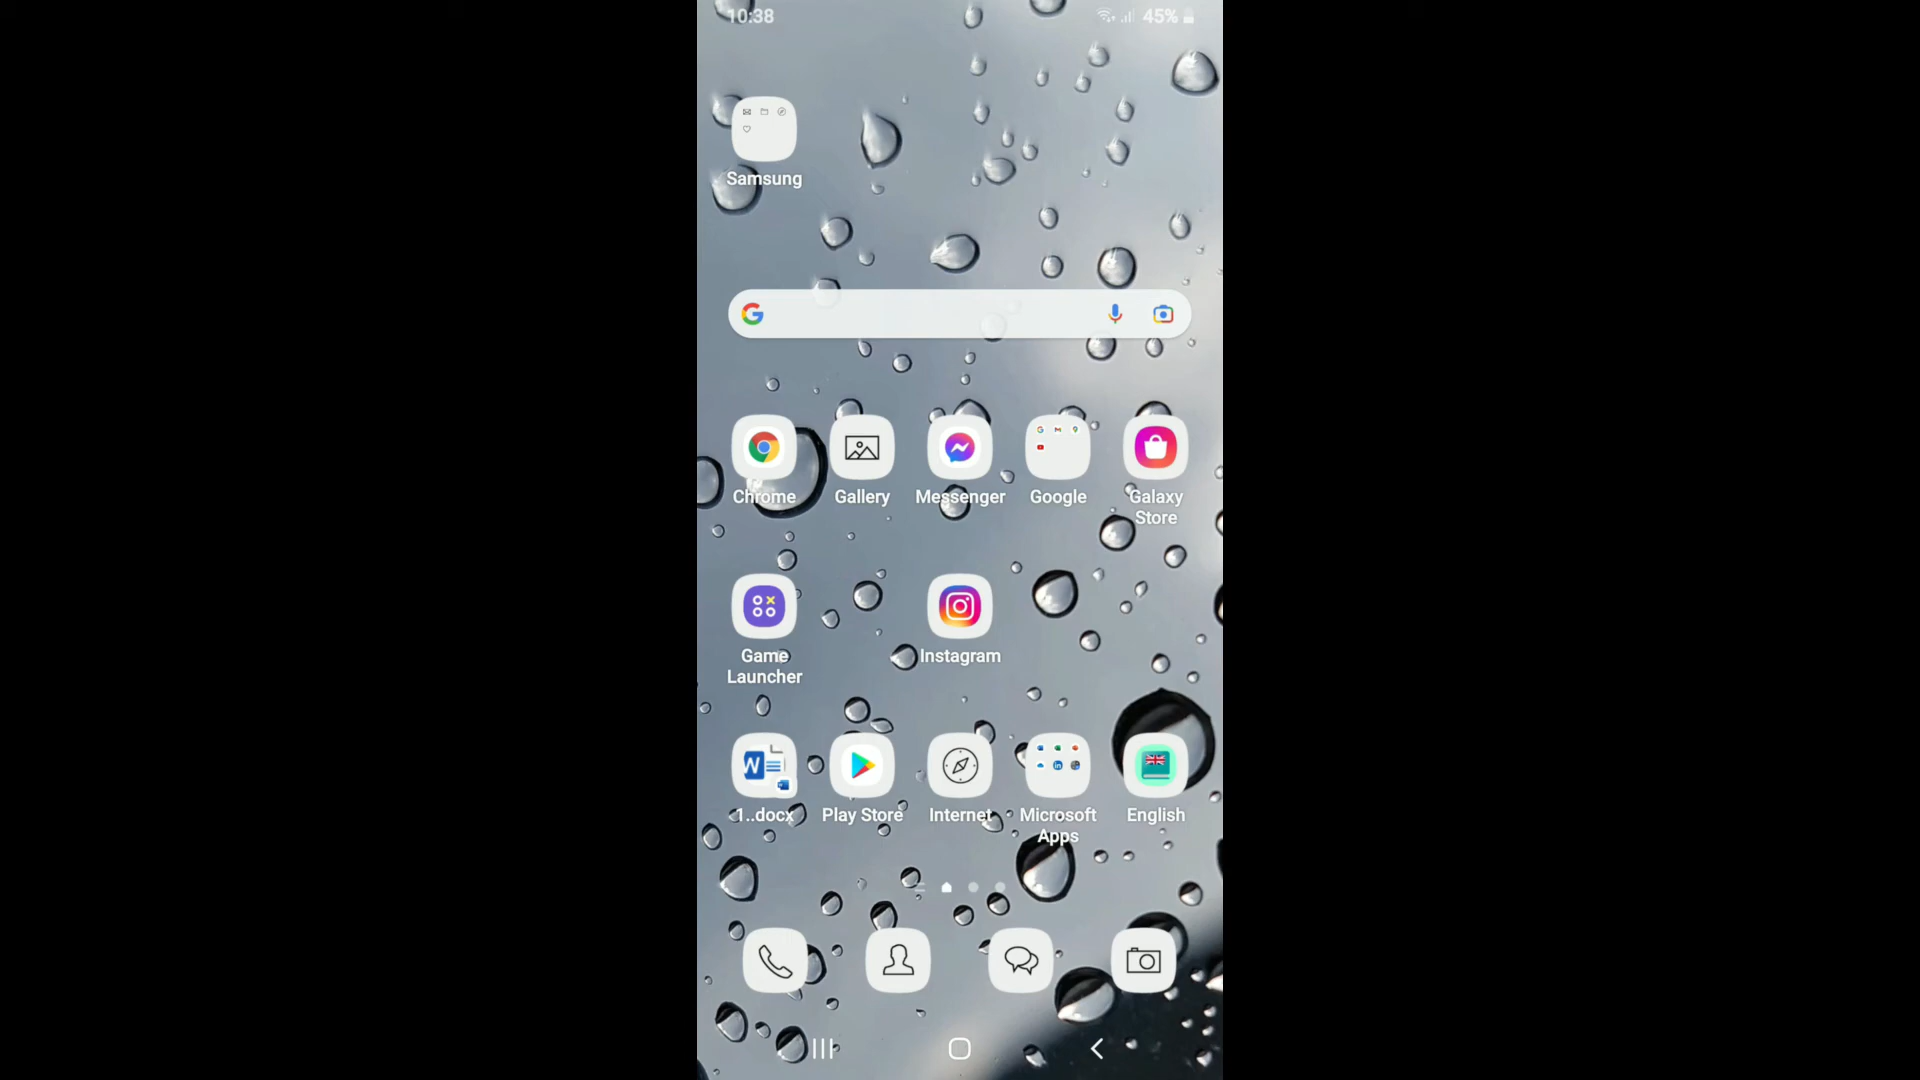 10:38
45%
Samsung
Chrome
Gallery
Messenger
Google
Galaxy
Store
Game
Launcher
Instagram
1..docx
Play Store
Internet
Microsoft
Apps
English